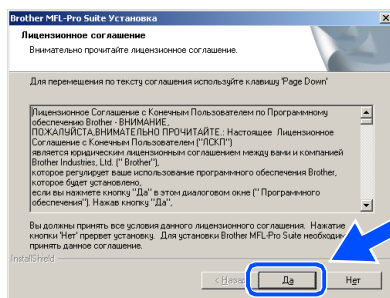 Brother MFL-Pro Suite Установка
Лицензионное соглашение
Внимательно прочитайте лицензионное соглашение.
Для перемещения по тексту соглашения используйте клавишу 'Page Down'
Лицензионное Соглашение с Конечным Пользователем по Программному
обеспечению Brother - ВНИМАНИЕ,
ПОЖАЛУЙСТА,ВНИМАТЕЛЬНО ПРОЧИТАЙТЕ.: Настоящее Лицензионное
Соглашение с Конечным Пользователем ("ЛСКП")
является юридическим лицензионным соглашением между вами и компанией
Brother Industries, Ltd. (" Brother"),
которое регулирует ваше использование программного обеспечения Brother,
которое будет установлено,
если вы нажмете кнопку "Да" в этом диалоговом окне (" Программного
обеспечения"). Нажав кнопку "Да",
Вы должны принять все условия данного лицензионного соглашения. Нажатие
кнопки 'Нет' прервет установку. Для установки Brother MFL-Pro Suite необходим
принять данное соглашение.
InstallShield
< Назад Да Нет